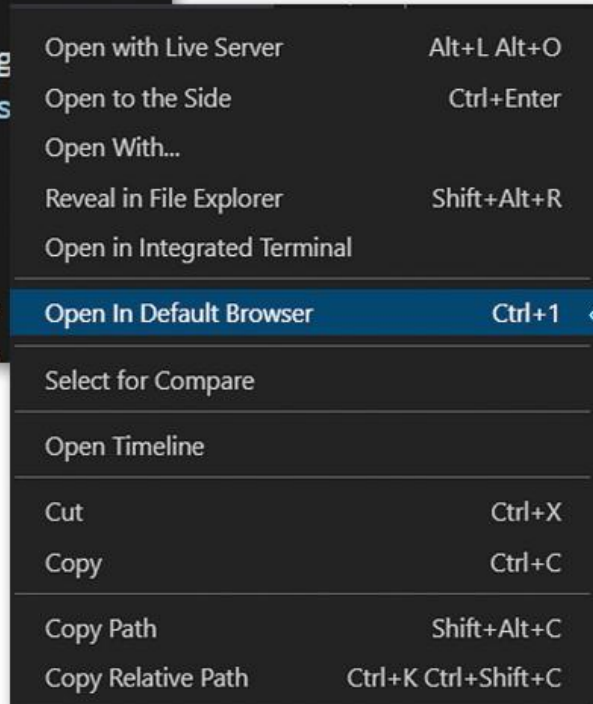 Open with Live Server Alt+L Alt+O
Open to the Side Ctrl+Enter
Open With...
Reveal in File Explorer Shift+Alt+R
Open in Integrated Terminal
Open In Default Browser Ctrl+1
Select for Compare
Open Timeline
Cut Ctrl+X
Copy Ctrl+C
Copy Path Shift+Alt+C
Copy Relative Path Ctrl+K Ctrl+Shift+C